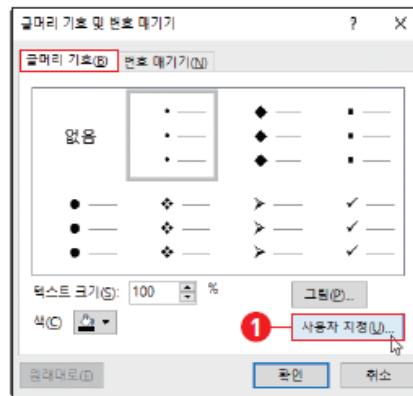 글머리 기호 및 번호 매기기 ? X
글머리 기호(B) 번호 매기기(N)
없음
텍스트 크기(S): 100 % 그림(P)...
색(C) 1 사용자 지정(U)...
원래대로(E) 확인 취소